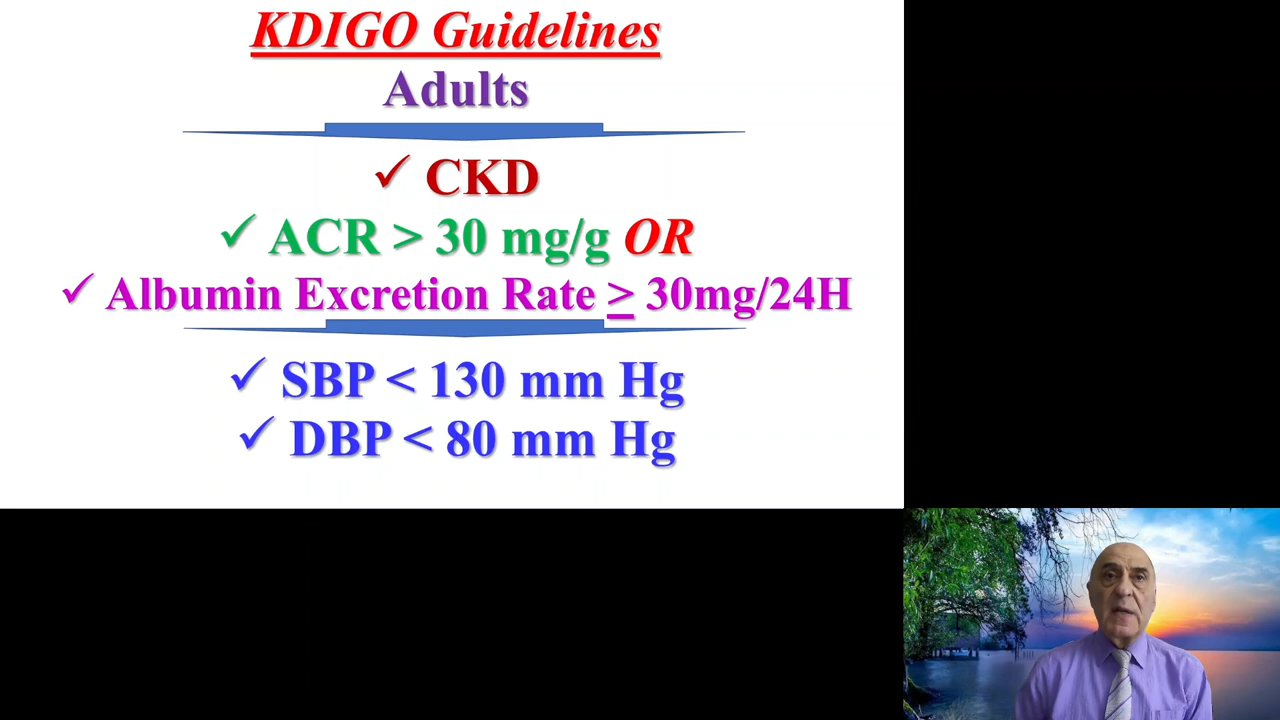 KDIGO Guidelines
Adults
✓ CKD
✓ ACR > 30 mg/g OR
✓ Albumin Excretion Rate > 30mg/24H
✓ SBP < 130 mm Hg
✓ DBP < 80 mm Hg